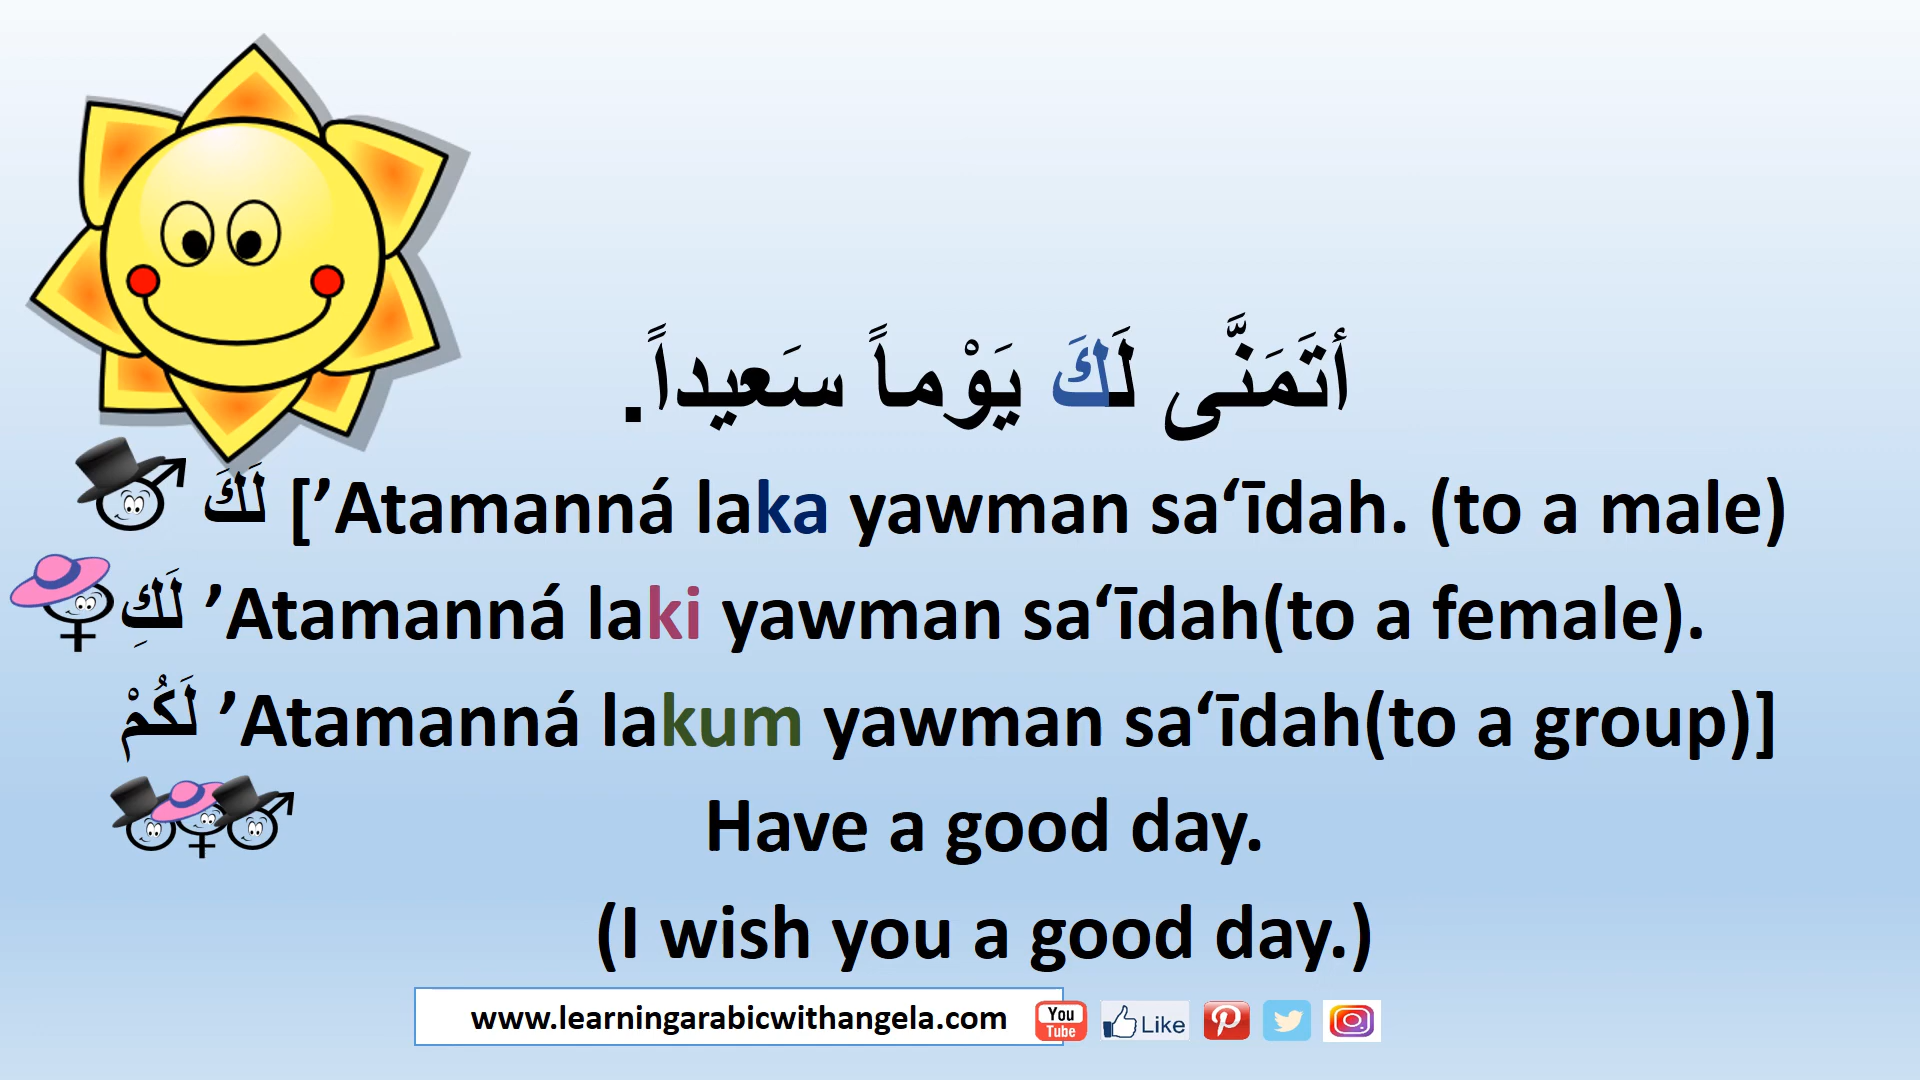 أتَمَنَّى لَكَ يَوْماً سَعيداً.
لَكَ [’Atamanná laka yawman sa‘īdah. (to a male)
لَكِ ’Atamanná laki yawman sa‘īdah(to a female).
لَكُمْ ’Atamanná lakum yawman sa‘īdah(to a group)]
Have a good day.
(I wish you a good day.)
www.learningarabicwithangela.com You Tube Like